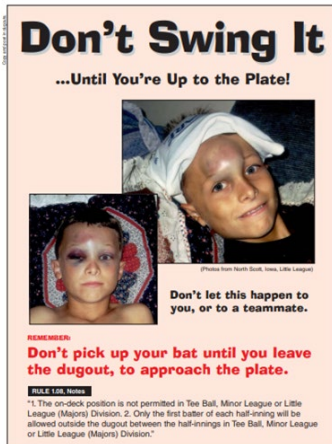 Don't Swing It
...Until You're Up to the Plate!
(Photos from North Scott, Iowa, Little League)
Don't let this happen to
you, or to a teammate.
REMEMBER:
Don't pick up your bat until you leave
the dugout, to approach the plate.
RULE 1.08, Notes
"1. The on-deck position is not permitted in Tee Ball, Minor League or Little
League (Majors) Division. 2. Only the first batter of each half-inning will be
allowed outside the dugout between the half-innings in Tee Ball, Minor League
or Little League (Majors) Division."